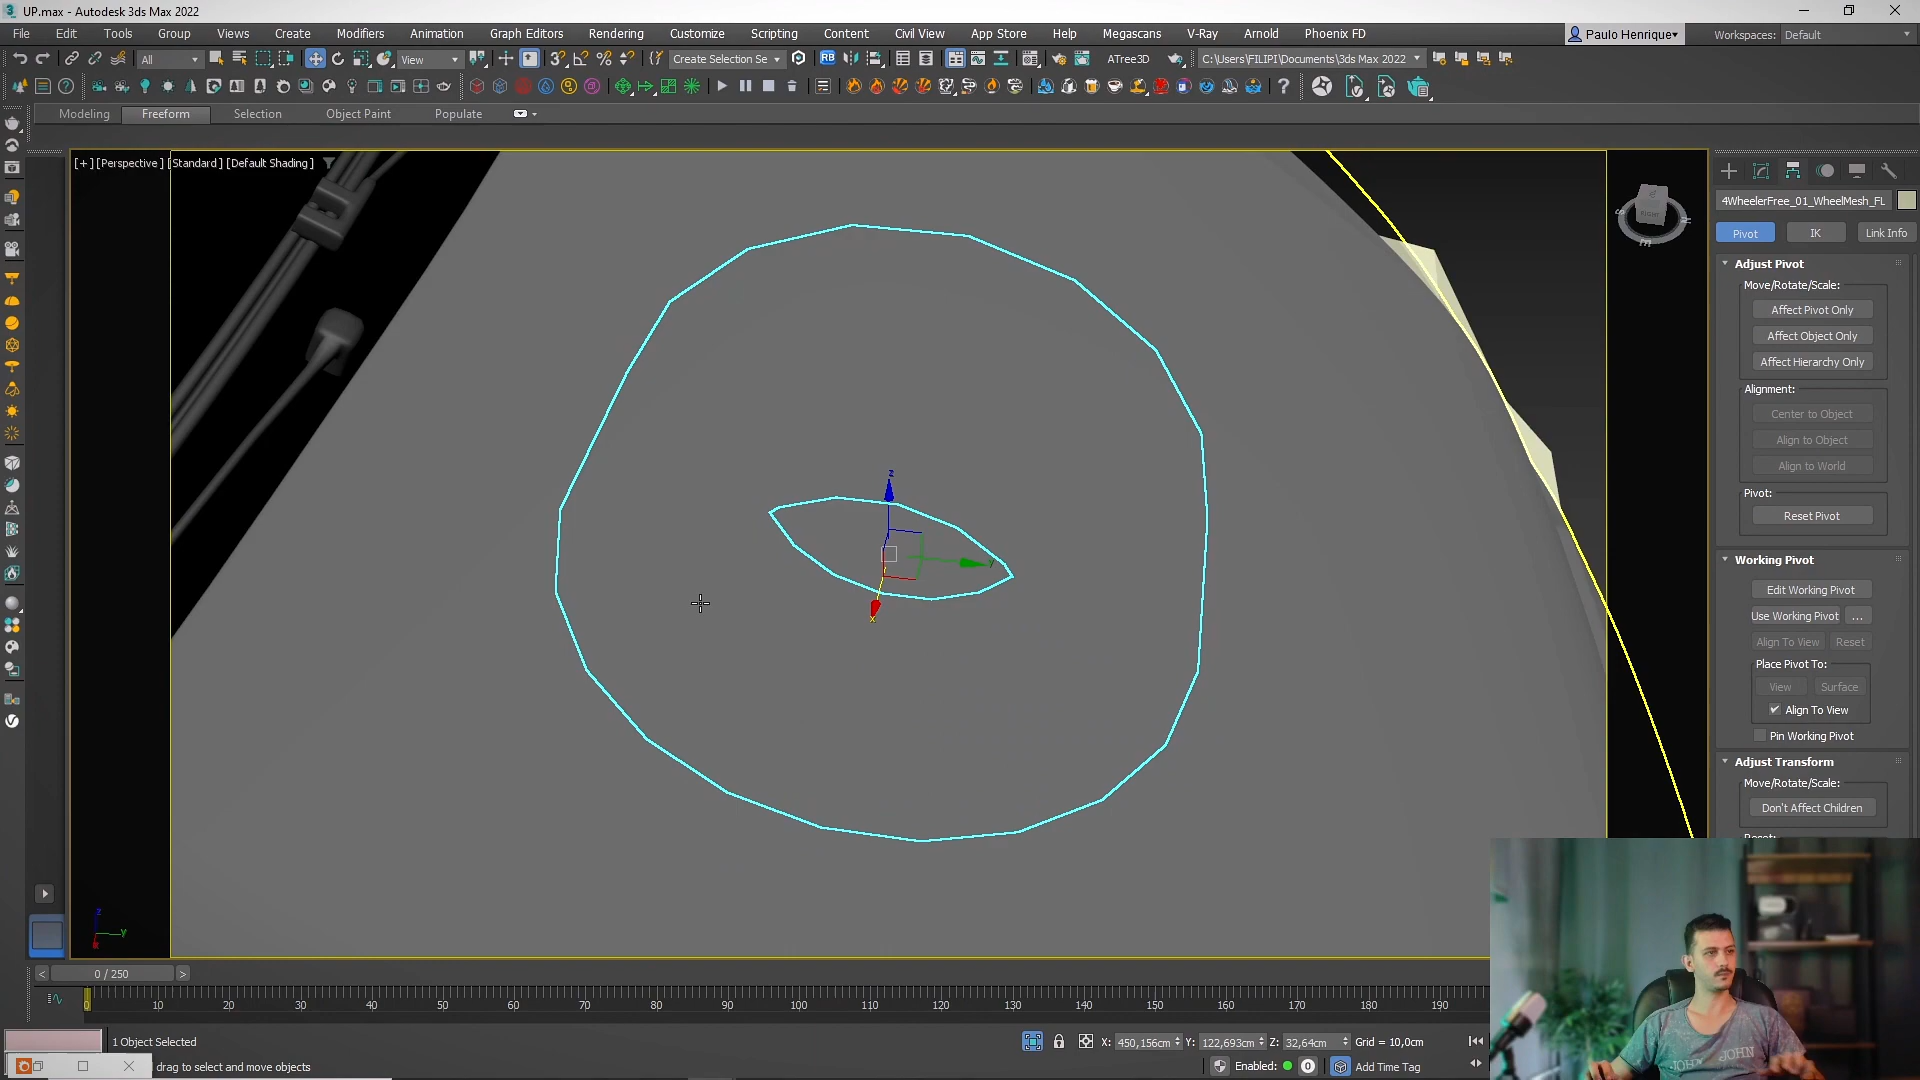 UP.max - Autodesk 3ds Max 2022
File Edit Tools Group Views Create Modifiers Animation Graph Editors Rendering Customize Scripting Content Civil View App Store Help Megascans V-Ray Arnold Phoenix FD Paulo Henrique Workspaces: Default
All View Create Selection Se RB ATree3D C:\Users\FILIPI\Documents\3ds Max 2022
Modeling Freeform Selection Object Paint Populate
[+] [Perspective] [Standard] [Default Shading]
4WheelerFree_01_WheelMesh_FL
Pivot IK Link Info
Adjust Pivot
Move/Rotate/Scale:
Affect Pivot Only
Affect Object Only
Affect Hierarchy Only
Alignment:
Center to Object
Align to Object
Align to World
Pivot:
Reset Pivot
Working Pivot
Edit Working Pivot
Use Working Pivot ...
Align To View Reset
Place Pivot To:
View Surface
Align To View
Pin Working Pivot
Adjust Transform
Move/Rotate/Scale:
Don't Affect Children
z
y
x
z
y
< 0 / 250 >
0 10 20 30 40 50 60 70 80 90 100 110 120 130 140 150 160 170 180 190
1 Object Selected X: 450,156cm Y: 122,693cm Z: 32,64cm Grid = 10,0cm
drag to select and move objects Enabled: 0 Add Time Tag
JOHN JOHN